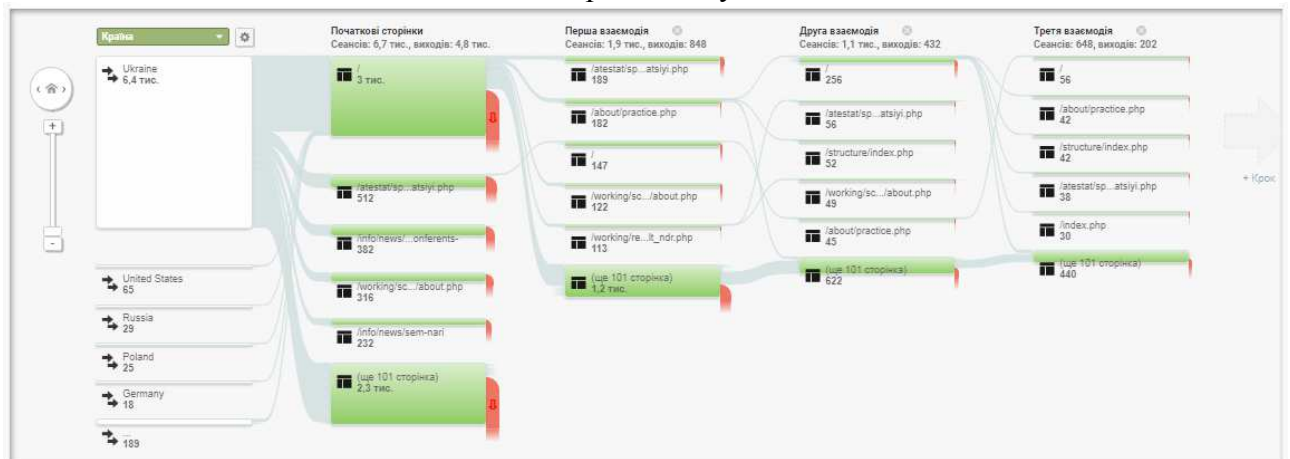 Країна
Ukraine
6,4 тис.
United States
65
Russia
29
Poland
25
Germany
18
...
189
Початкові сторінки
Сеансів: 6,7 тис., виходів: 4,8 тис.
/
3 тис.
/atestat/sp...atsiyi.php
512
/info/news/...onferents-
382
/working/sc.../about.php
316
/info/news/sem-nari
232
(ще 101 сторінка)
2,3 тис.
Перша взаємодія
Сеансів: 1,9 тис., виходів: 848
/atestat/sp...atsiyi.php
189
/about/practice.php
182
/
147
/working/sc.../about.php
122
/working/re...lt_ndr.php
113
(ще 101 сторінка)
1,2 тис.
Друга взаємодія
Сеансів: 1,1 тис., виходів: 432
/
256
/atestat/sp...atsiyi.php
56
/structure/index.php
52
/working/sc.../about.php
49
/about/practice.php
45
(ще 101 сторінка)
622
Третя взаємодія
Сеансів: 648, виходів: 202
/
56
/about/practice.php
42
/structure/index.php
42
/atestat/sp...atsiyi.php
38
/index.php
30
(ще 101 сторінка)
440
+ Крок